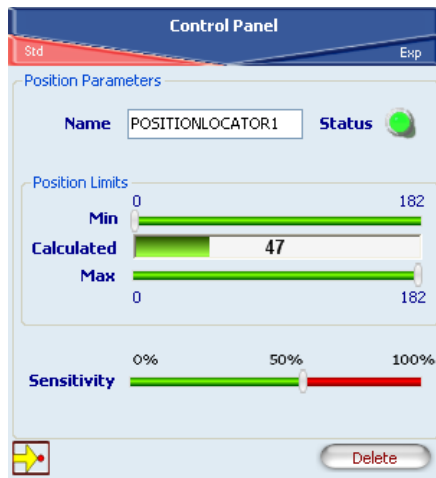 Control Panel
Std Exp
Position Parameters
Name POSITIONLOCATOR1 Status
Position Limits
0 182
Min
Calculated 47
Max
0 182
0% 50% 100%
Sensitivity
Delete